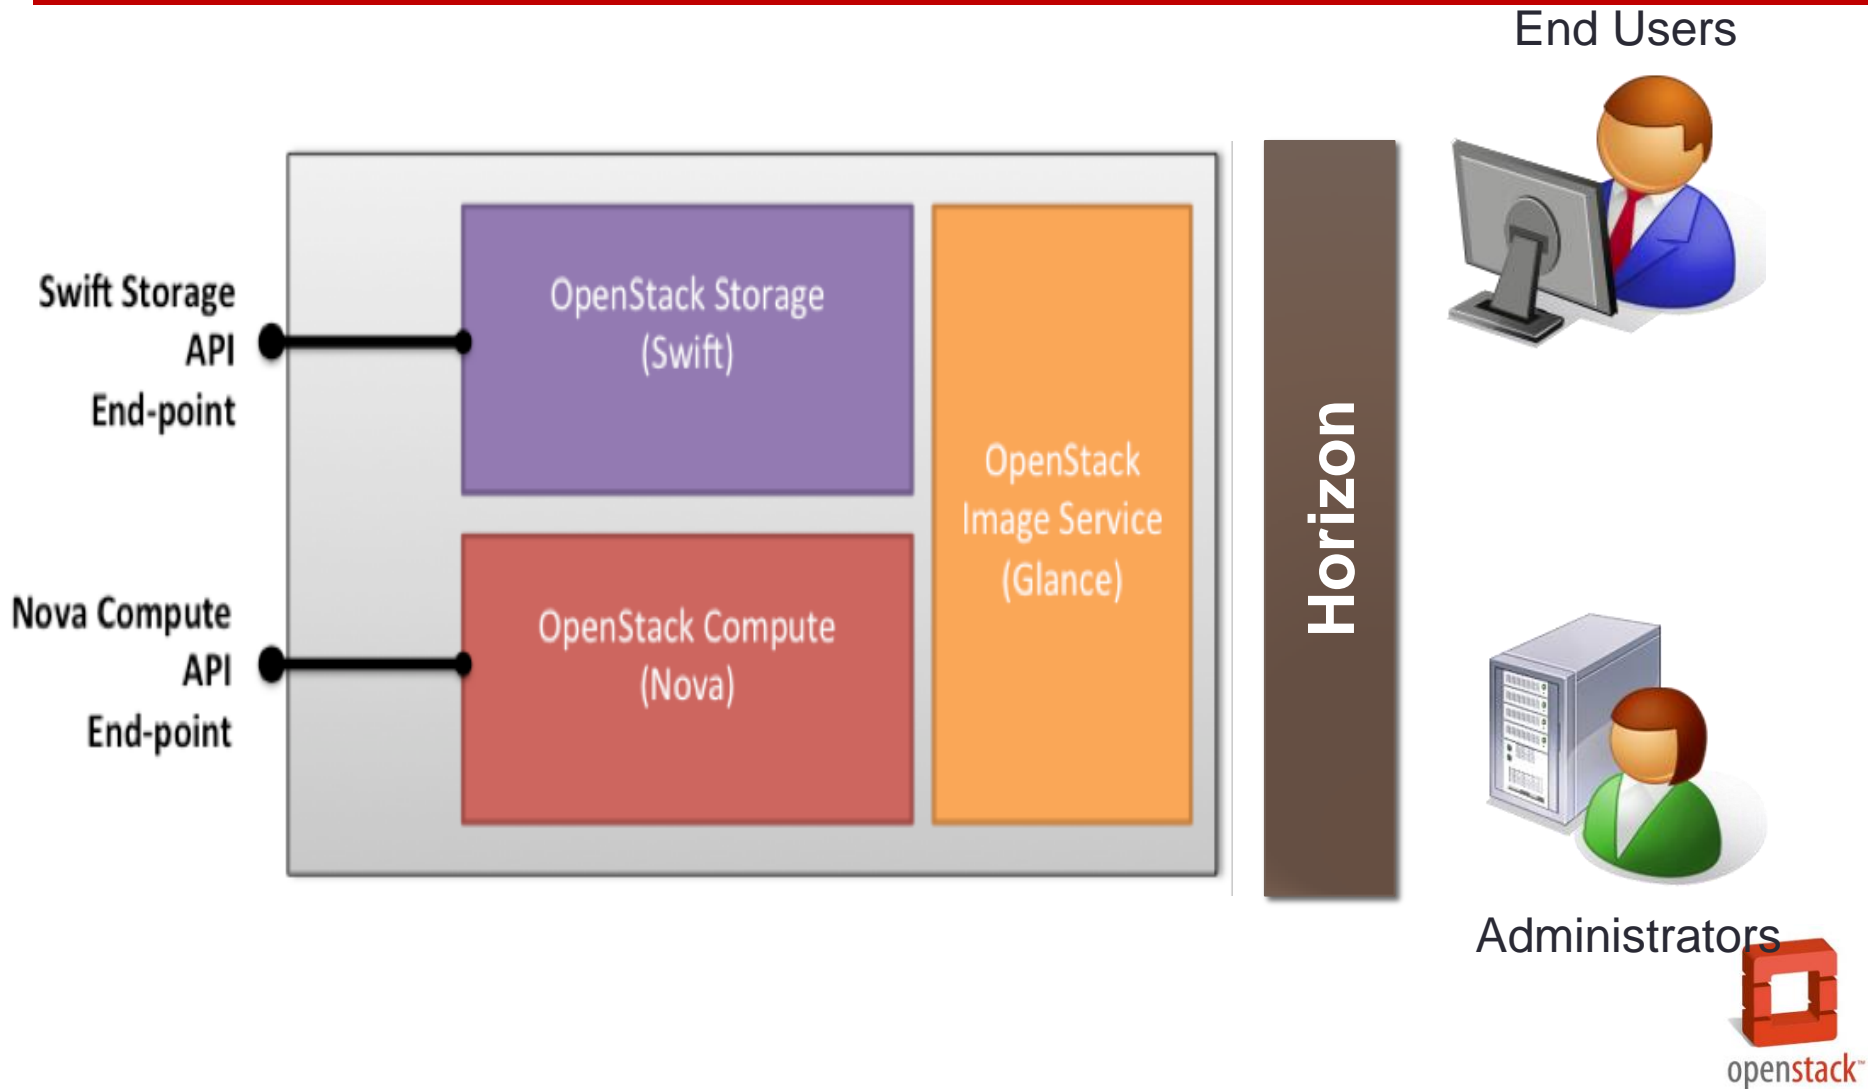 End Users
Swift Storage
API
End-point
OpenStack Storage
(Swift)
OpenStack
Image Service
(Glance)
Horizon
Nova Compute
API
End-point
OpenStack Compute
(Nova)
Administrators
openstack™